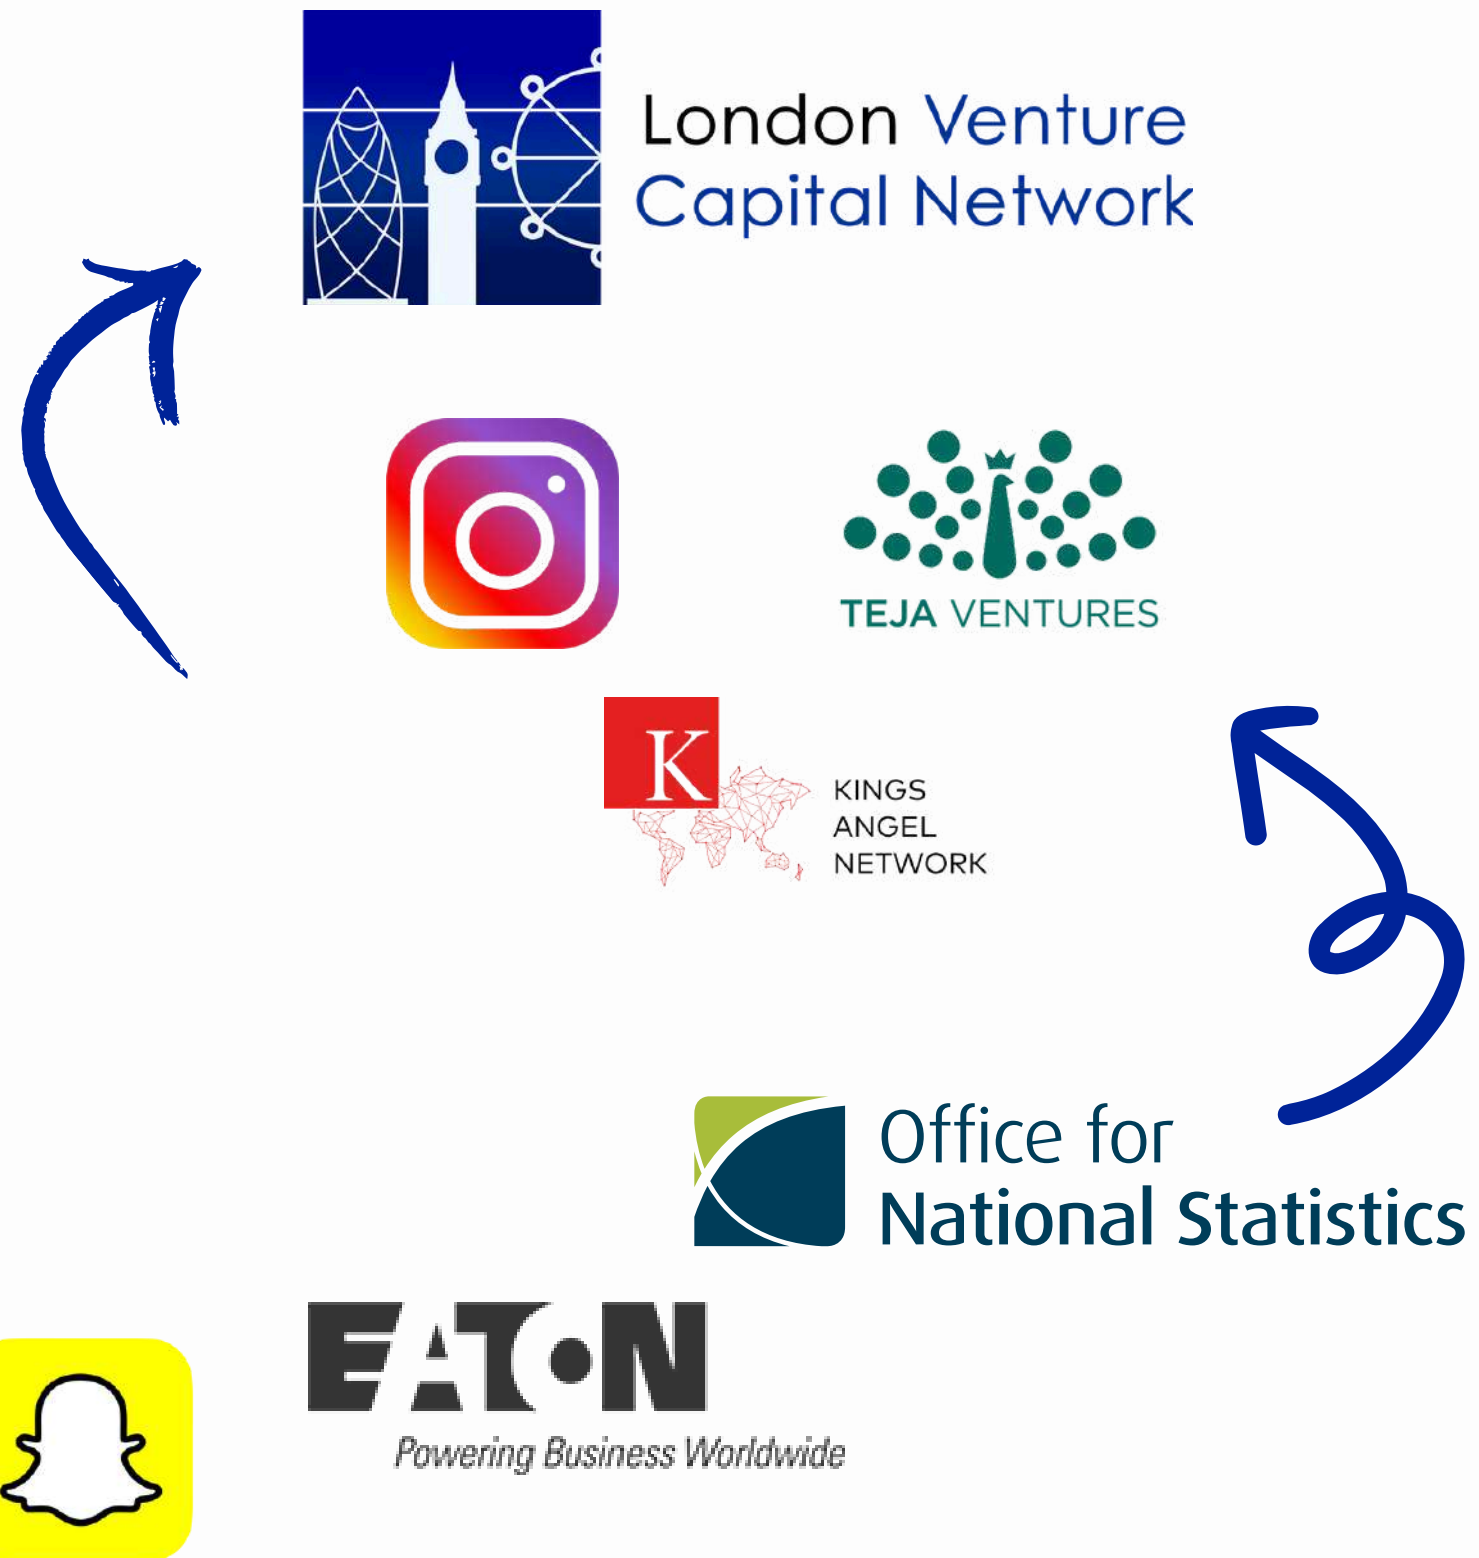 London Venture
Capital Network
TEJA VENTURES
K
KINGS
ANGEL
NETWORK
Office for
National Statistics
EATON
Powering Business Worldwide